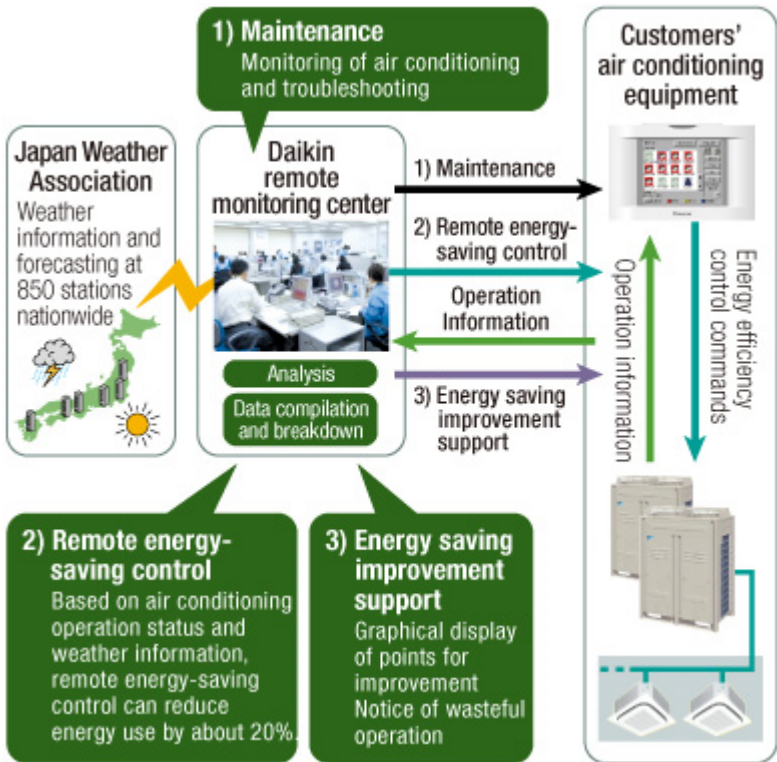 1) Maintenance
Monitoring of air conditioning
and troubleshooting
Customers'
air conditioning
equipment
Japan Weather
Association
Weather
information and
forecasting at
850 stations
nationwide
Daikin
remote
monitoring center
Analysis
Data compilation
and breakdown
1) Maintenance
2) Remote energy-
saving control
Operation
Information
3) Energy saving
improvement
support
Operation information
Energy efficiency
control commands
2) Remote energy-
saving control
Based on air conditioning
operation status and
weather information,
remote energy-saving
control can reduce
energy use by about 20%.
3) Energy saving
improvement
support
Graphical display
of points for
improvement
Notice of wasteful
operation